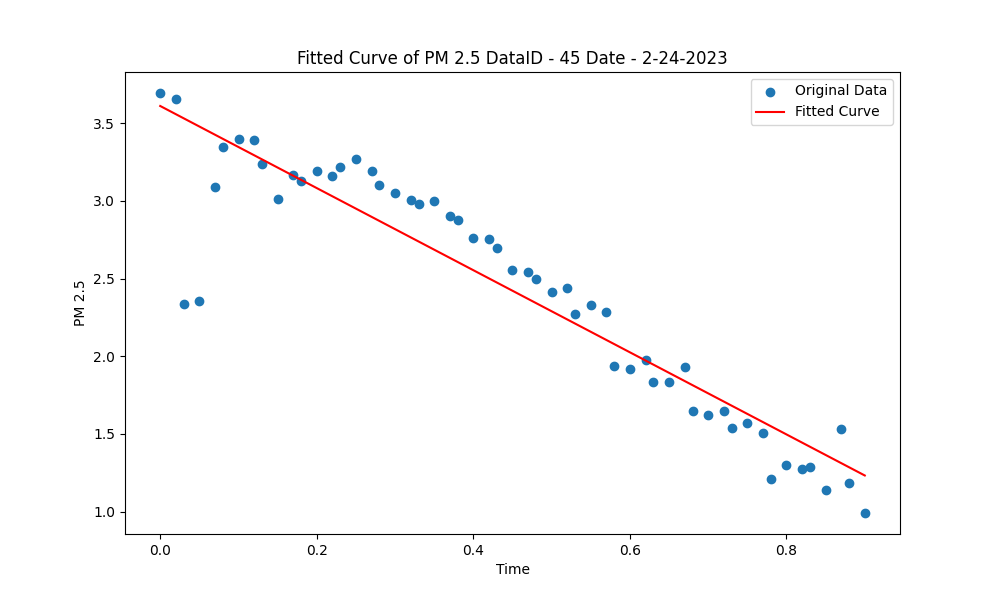 Fitted Curve of PM 2.5 DataID - 45 Date - 2-24-2023
Original Data
Fitted Curve
PM 2.5
3.5
3.0
2.5
2.0
1.5
1.0
0.0 0.2 0.4 0.6 0.8
Time